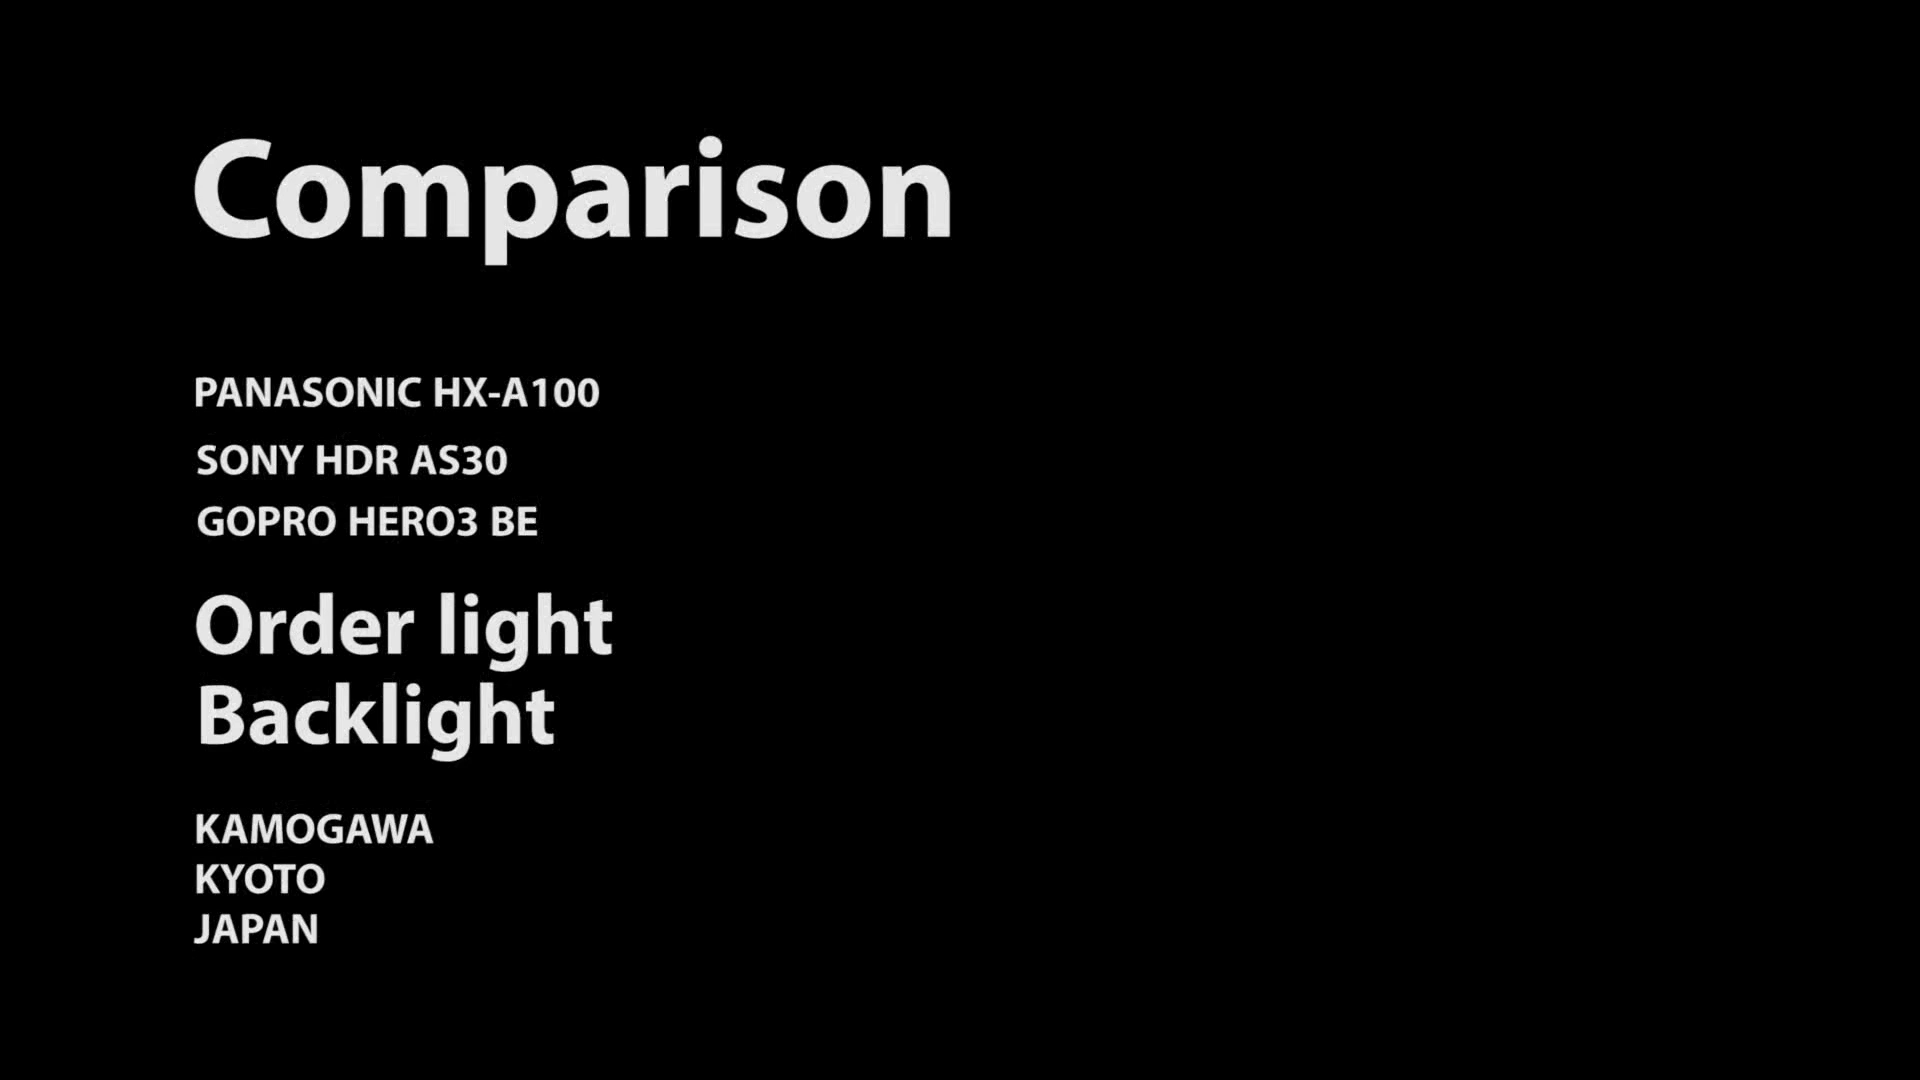 Comparison
PANASONIC HX-A100
SONY HDR AS30
GOPRO HERO3 BE
Order light
Backlight
KAMOGAWA
KYOTO
JAPAN